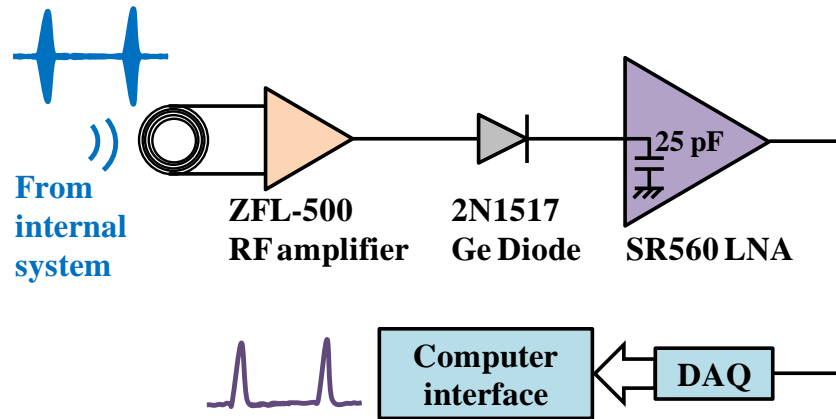 25 pF
From
internal
system
ZFL-500
RF amplifier
2N1517
Ge Diode
SR560 LNA
Computer
interface
DAQ